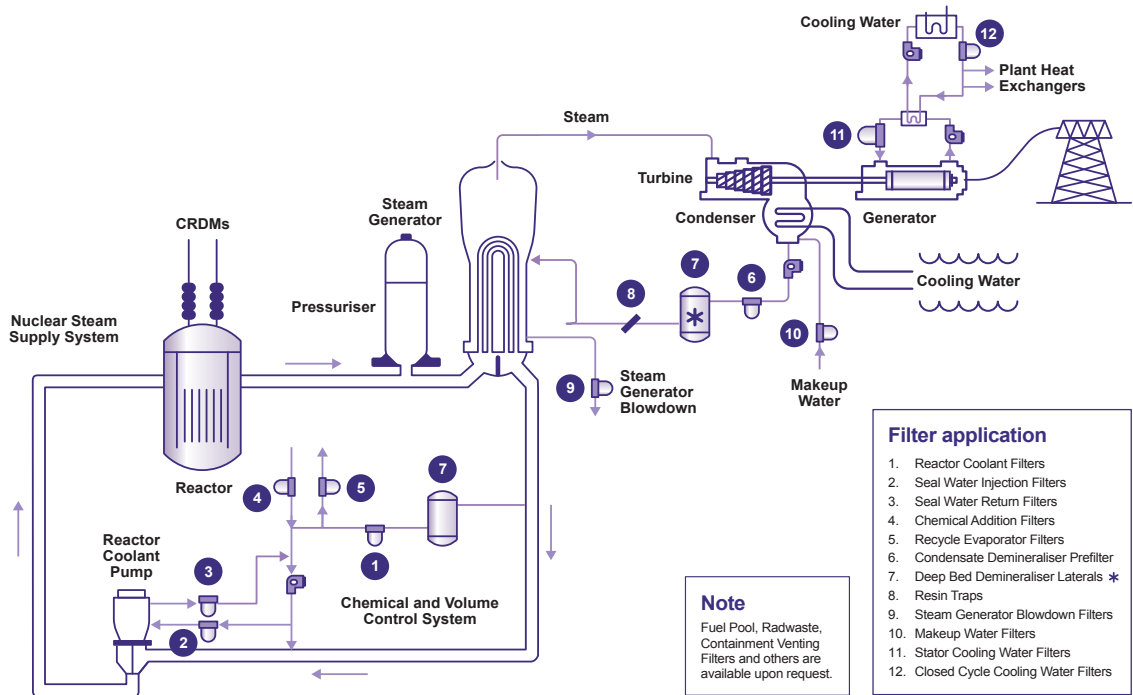 Cooling Water
12
Plant Heat
Exchangers
Steam
11
Turbine
Condenser
Generator
Steam
Generator
CRDMs
7
6
Cooling Water
Pressuriser
8
Nuclear Steam
Supply System
10
Steam
Generator
Blowdown
9
Makeup
Water
Reactor
4
5
7
1
Reactor
Coolant
Pump
3
Chemical and Volume
Control System
2
Note
Fuel Pool, Radwaste,
Containment Venting
Filters and others are
available upon request.
Filter application
1. Reactor Coolant Filters
2. Seal Water Injection Filters
3. Seal Water Return Filters
4. Chemical Addition Filters
5. Recycle Evaporator Filters
6. Condensate Demineraliser Prefilter
7. Deep Bed Demineraliser Laterals *
8. Resin Traps
9. Steam Generator Blowdown Filters
10. Makeup Water Filters
11. Stator Cooling Water Filters
12. Closed Cycle Cooling Water Filters